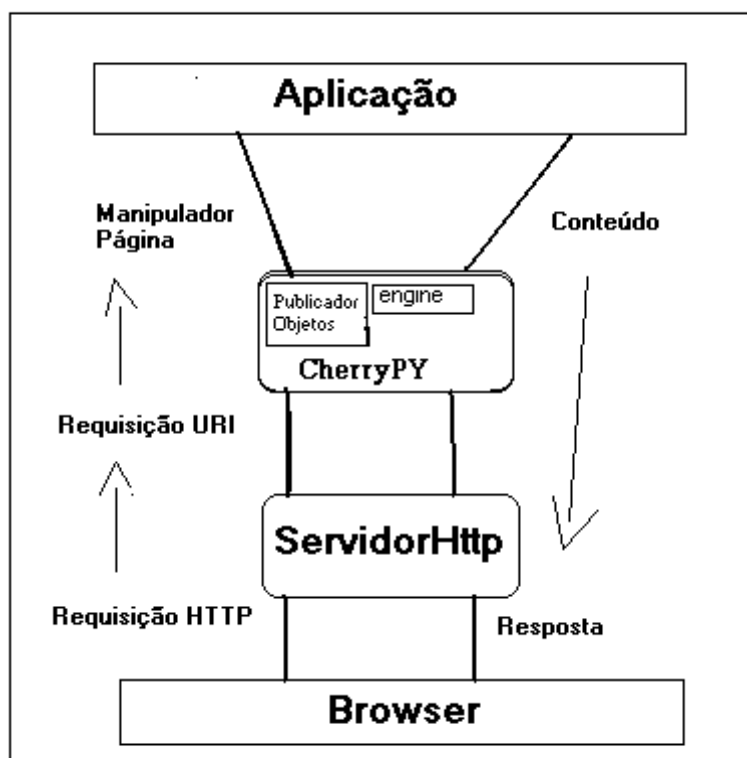 Aplicação
Manipulador
Página
Conteúdo
Publicador
Objetos
engine
CherryPY
Requisição URI
ServidorHttp
Requisição HTTP
Resposta
Browser